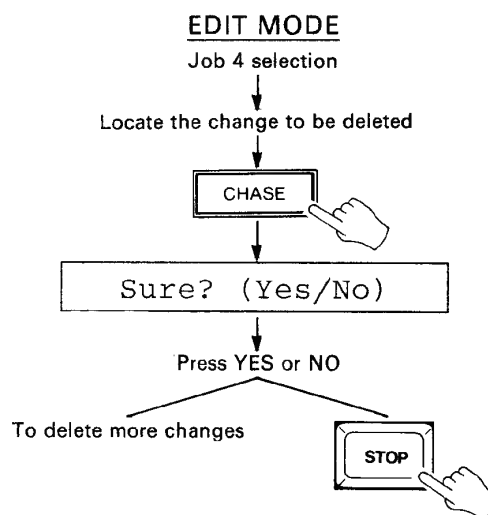 EDIT MODE
Job 4 selection
Locate the change to be deleted
CHASE
Sure? (Yes/No)
Press YES or NO
To delete more changes
STOP